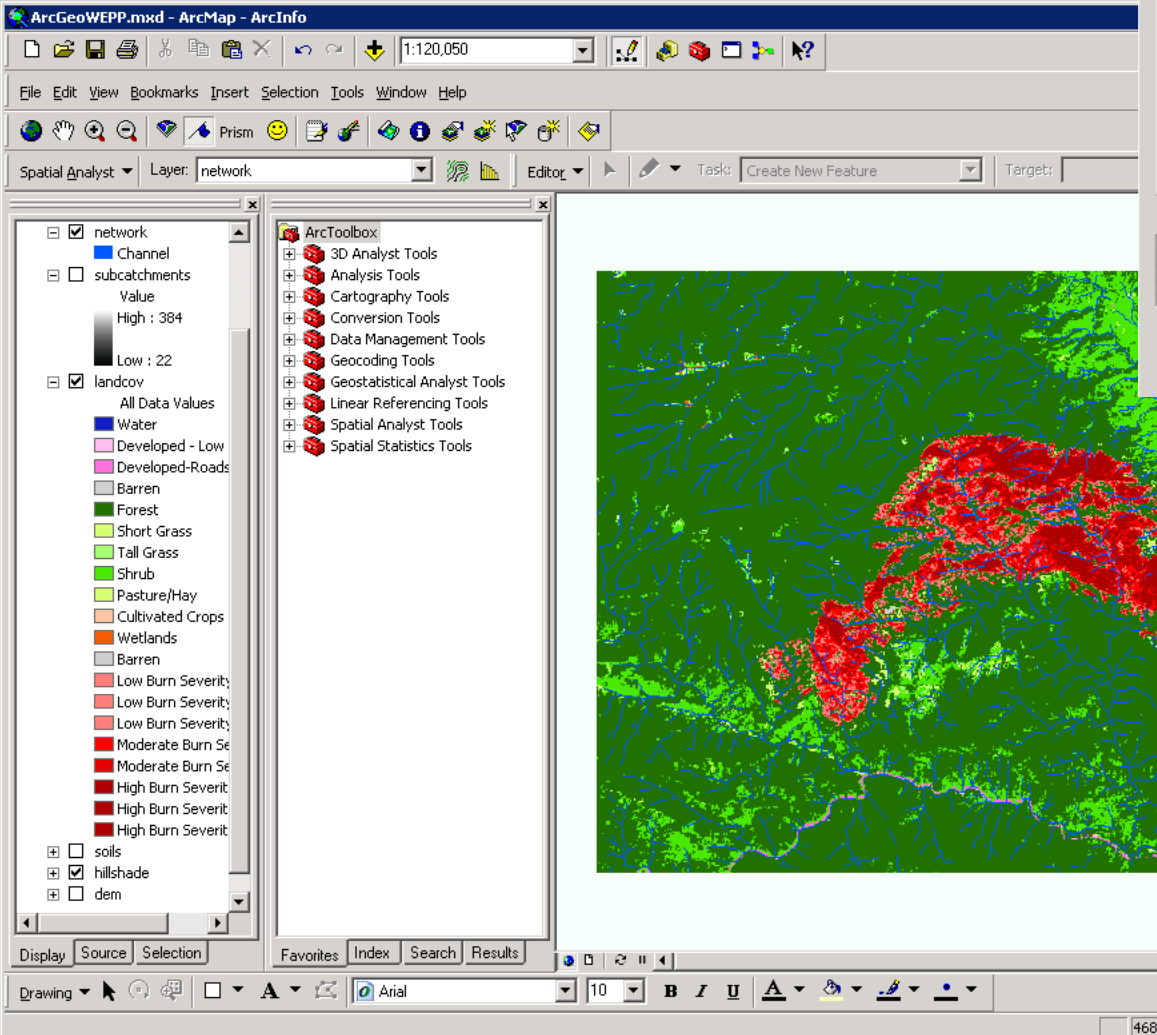 ArcGeoWEPP.mxd - ArcMap - ArcInfo
1:120,050
File Edit View Bookmarks Insert Selection Tools Window Help
Prism
Spatial Analyst Layer: network Editor Task: Create New Feature Target:
network
Channel
subcatchments
Value
High : 384
Low : 22
landcov
All Data Values
Water
Developed - Low
Developed-Roads
Barren
Forest
Short Grass
Tall Grass
Shrub
Pasture/Hay
Cultivated Crops
Wetlands
Barren
Low Burn Severity
Low Burn Severity
Low Burn Severity
Moderate Burn Se
Moderate Burn Se
High Burn Severit
High Burn Severit
High Burn Severit
soils
hillshade
dem
Display Source Selection
ArcToolbox
3D Analyst Tools
Analysis Tools
Cartography Tools
Conversion Tools
Data Management Tools
Geocoding Tools
Geostatistical Analyst Tools
Linear Referencing Tools
Spatial Analyst Tools
Spatial Statistics Tools
Favorites Index Search Results
Drawing A Arial 10 B I U A
468